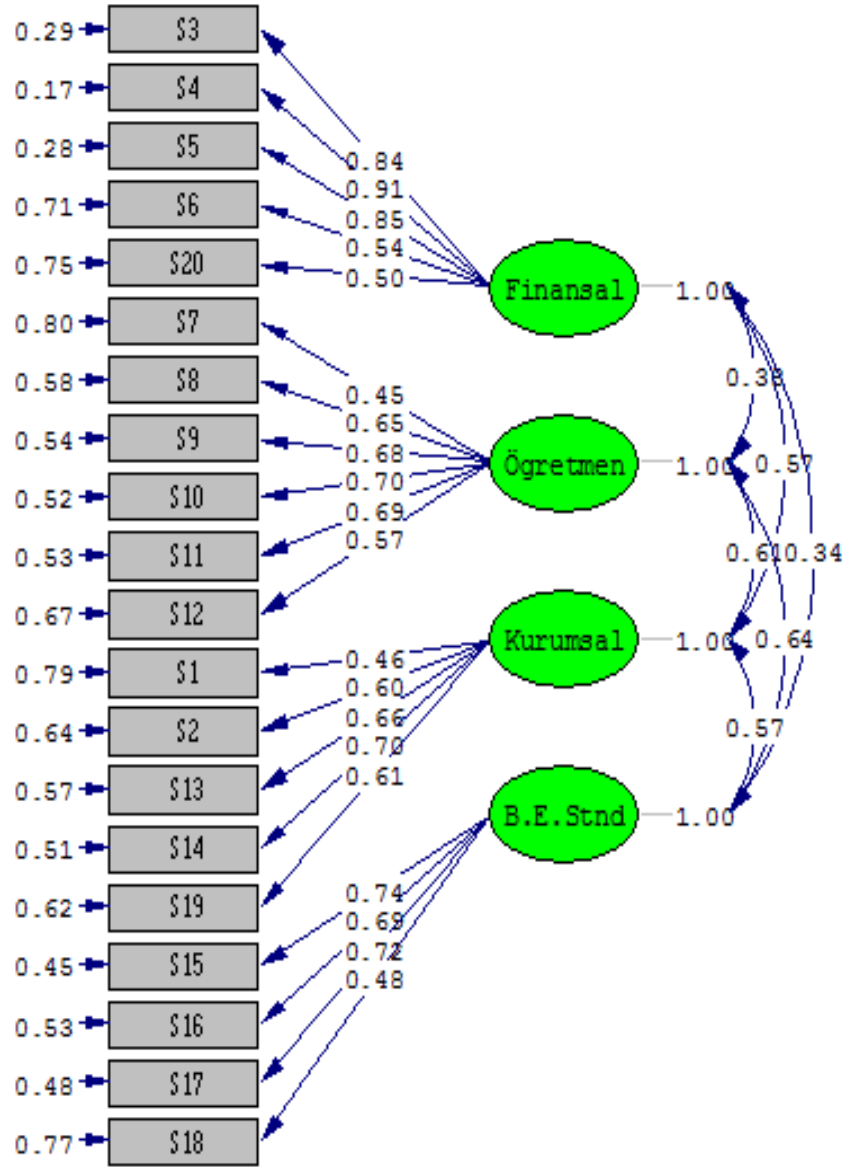 0.29 S3
0.17 S4
0.28 S5
0.71 S6
0.75 S20
0.80 S7
0.58 S8
0.54 S9
0.52 S10
0.53 S11
0.67 S12
0.79 S1
0.64 S2
0.57 S13
0.51 S14
0.62 S19
0.45 S15
0.53 S16
0.48 S17
0.77 S18
0.84
0.91
0.85
0.54
0.50
0.45
0.65
0.68
0.70
0.69
0.57
0.46
0.60
0.66
0.70
0.61
0.74
0.69
0.72
0.48
Finansal 1.00
Ögretmen 1.00
Kurumsal 1.00
B.E.Stnd 1.00
0.38
0.57
0.61
0.34
0.64
0.57